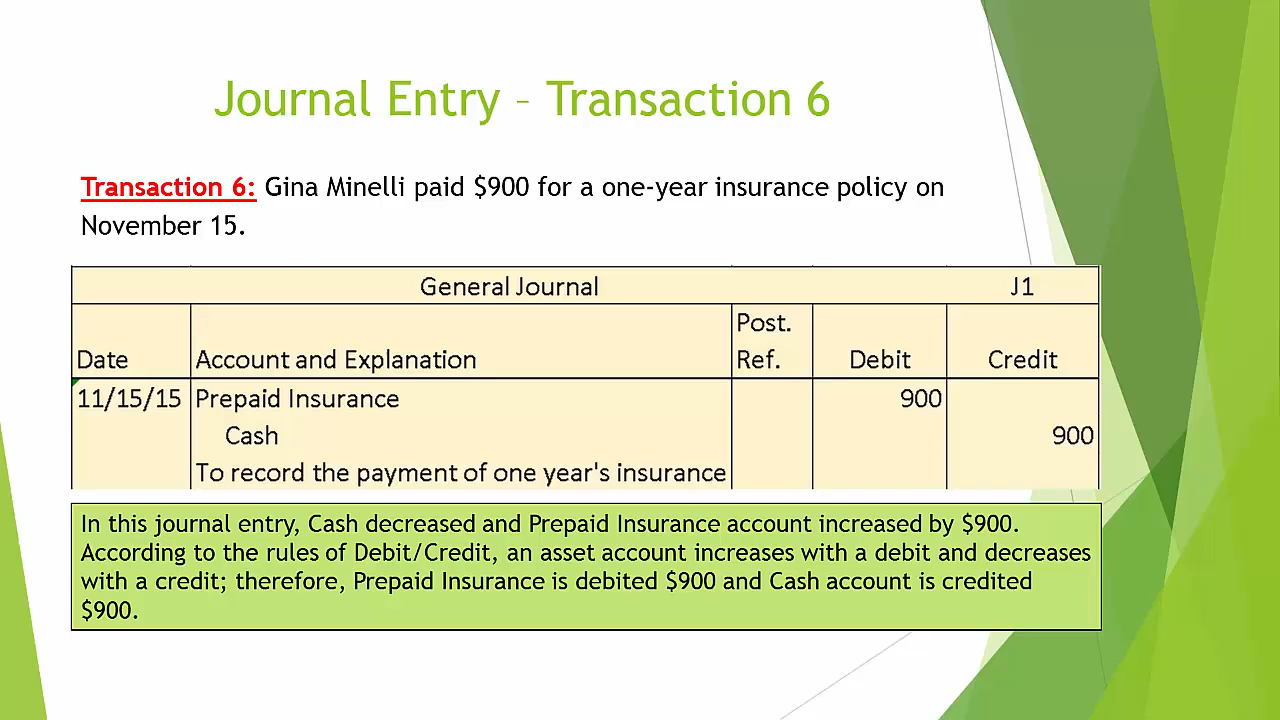 Journal Entry – Transaction 6
Transaction 6: Gina Minelli paid $900 for a one-year insurance policy on
November 15.
General Journal J1
Date Account and Explanation Post. Ref. Debit Credit
11/15/15 Prepaid Insurance 900
Cash 900
To record the payment of one year's insurance
In this journal entry, Cash decreased and Prepaid Insurance account increased by $900.
According to the rules of Debit/Credit, an asset account increases with a debit and decreases
with a credit; therefore, Prepaid Insurance is debited $900 and Cash account is credited
$900.